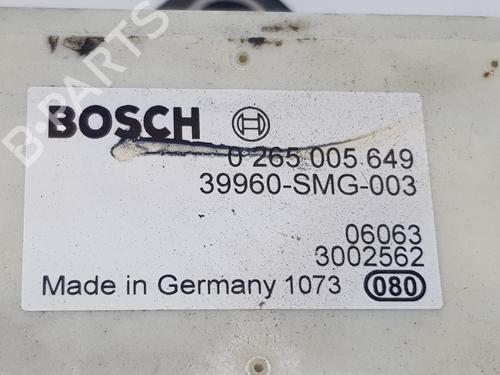 B-PARTS
BOSCH
0 265 005 649
39960-SMG-003
06063
3002562
Made in Germany 1073 080